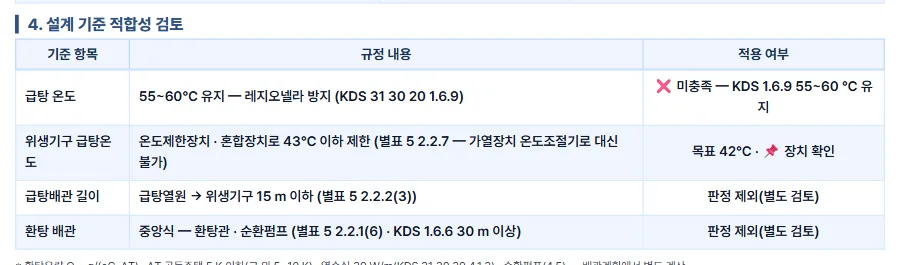 4. 설계 기준 적합성 검토
기준 항목 규정 내용 적용 여부
급탕 온도 55~60°C 유지 — 레지오넬라 방지 (KDS 31 30 20 1.6.9) ❌ 미충족 — KDS 1.6.9 55~60 °C 유
지
위생기구 급탕온
도
온도제한장치 · 혼합장치로 43°C 이하 제한 (별표 5 2.2.7 — 가열장치 온도조절기로 대신
불가)
목표 42°C · 📌 장치 확인
급탕배관 길이 급탕열원 → 위생기구 15 m 이하 (별표 5 2.2.2(3)) 판정 제외(별도 검토)
환탕 배관 중앙식 — 환탕관 · 순환펌프 (별표 5 2.2.1(6) · KDS 1.6.6 30 m 이상) 판정 제외(별도 검토)